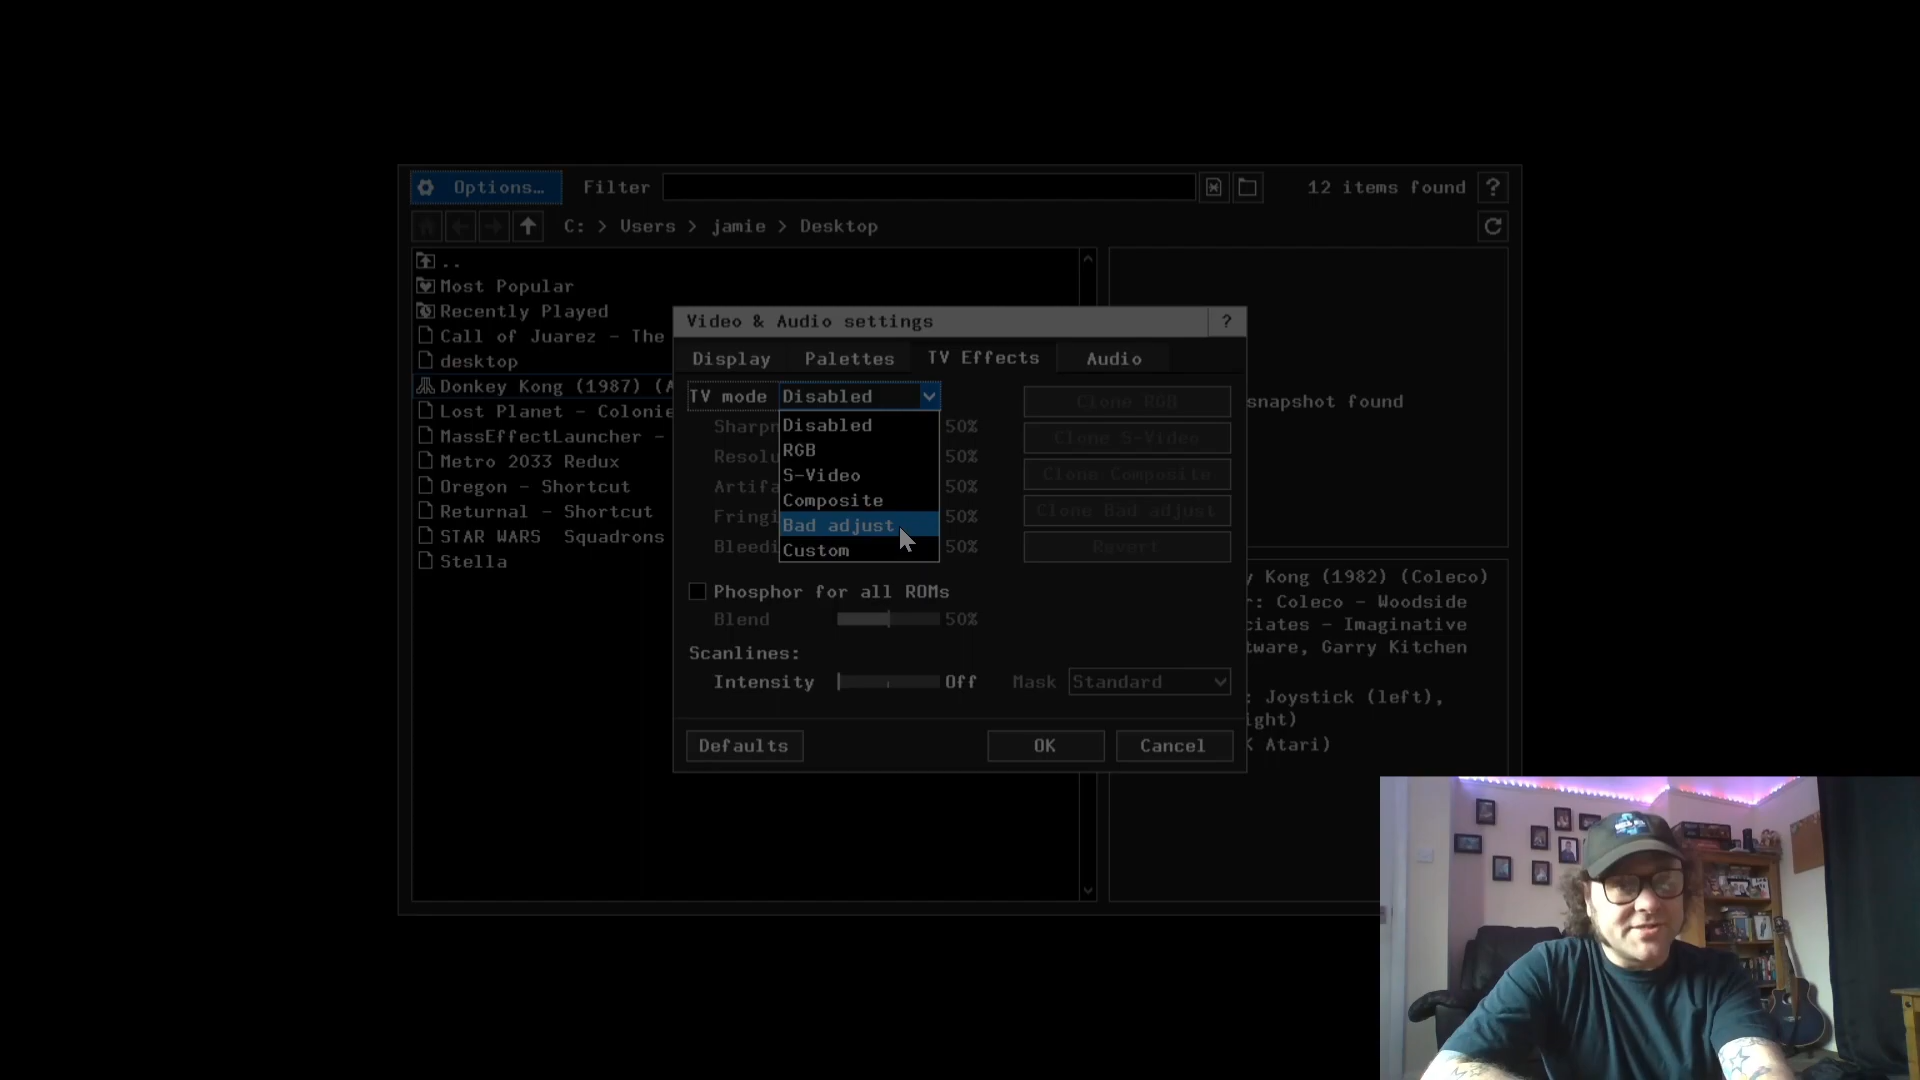 Options… Filter 12 items found ?
C: > Users > jamie > Desktop
..
Most Popular
Recently Played
Call of Juarez - The
desktop
Donkey Kong (1987) (A
Lost Planet - Colonie
MassEffectLauncher -
Metro 2033 Redux
Oregon - Shortcut
Returnal - Shortcut
STAR WARS Squadrons
Stella
Video & Audio settings ?
Display Palettes TV Effects Audio
TV mode Disabled
Disabled
RGB
S-Video
Composite
Bad adjust
Custom
Sharpn 50%
Resolu 50%
Artifa 50%
Fringi 50%
Bleedi 50%
Clone RGB
Clone S-Video
Clone Composite
Clone Bad adjust
Revert
Phosphor for all ROMs
Blend 50%
Scanlines:
Intensity Off Mask Standard
Defaults OK Cancel
snapshot found
y Kong (1982) (Coleco)
r: Coleco - Woodside
ciates - Imaginative
tware, Garry Kitchen
: Joystick (left),
ight)
K Atari)